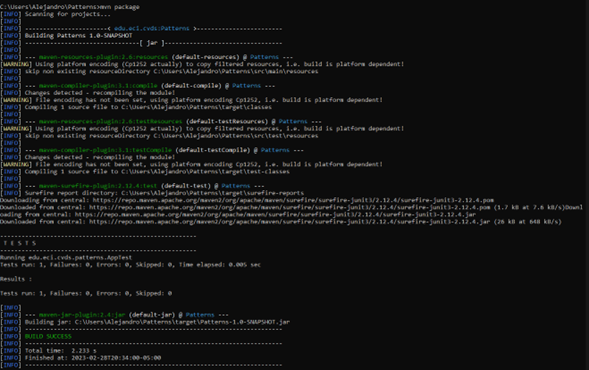 C:\Users\Alejandro\Patterns>mvn package
[INFO] Scanning for projects...
[INFO]
[INFO] ----------------------< edu.eci.cvds:Patterns >-----------------------
[INFO] Building Patterns 1.0-SNAPSHOT
[INFO] --------------------------------[ jar ]---------------------------------
[INFO]
[INFO] --- maven-resources-plugin:2.6:resources (default-resources) @ Patterns ---
[WARNING] Using platform encoding (Cp1252 actually) to copy filtered resources, i.e. build is platform dependent!
[INFO] skip non existing resourceDirectory C:\Users\Alejandro\Patterns\src\main\resources
[INFO]
[INFO] --- maven-compiler-plugin:3.1:compile (default-compile) @ Patterns ---
[INFO] Changes detected - recompiling the module!
[WARNING] File encoding has not been set, using platform encoding Cp1252, i.e. build is platform dependent!
[INFO] Compiling 1 source file to C:\Users\Alejandro\Patterns\target\classes
[INFO]
[INFO] --- maven-resources-plugin:2.6:testResources (default-testResources) @ Patterns ---
[WARNING] Using platform encoding (Cp1252 actually) to copy filtered resources, i.e. build is platform dependent!
[INFO] skip non existing resourceDirectory C:\Users\Alejandro\Patterns\src\test\resources
[INFO]
[INFO] --- maven-compiler-plugin:3.1:testCompile (default-testCompile) @ Patterns ---
[INFO] Changes detected - recompiling the module!
[WARNING] File encoding has not been set, using platform encoding Cp1252, i.e. build is platform dependent!
[INFO] Compiling 1 source file to C:\Users\Alejandro\Patterns\target\test-classes
[INFO]
[INFO] --- maven-surefire-plugin:2.12.4:test (default-test) @ Patterns ---
[INFO] Surefire report directory: C:\Users\Alejandro\Patterns\target\surefire-reports
Downloading from central: https://repo.maven.apache.org/maven2/org/apache/maven/surefire/surefire-junit3/2.12.4/surefire-junit3-2.12.4.pom
Downloaded from central: https://repo.maven.apache.org/maven2/org/apache/maven/surefire/surefire-junit3/2.12.4/surefire-junit3-2.12.4.pom (1.7 kB at 7.6 kB/s)Downl
oading from central: https://repo.maven.apache.org/maven2/org/apache/maven/surefire/surefire-junit3/2.12.4/surefire-junit3-2.12.4.jar
Downloaded from central: https://repo.maven.apache.org/maven2/org/apache/maven/surefire/surefire-junit3/2.12.4/surefire-junit3-2.12.4.jar (26 kB at 640 kB/s)
-------------------------------------------------------
T E S T S
-------------------------------------------------------
Running edu.eci.cvds.patterns.AppTest
Tests run: 1, Failures: 0, Errors: 0, Skipped: 0, Time elapsed: 0.005 sec
Results :
Tests run: 1, Failures: 0, Errors: 0, Skipped: 0
[INFO]
[INFO] --- maven-jar-plugin:2.4:jar (default-jar) @ Patterns ---
[INFO] Building jar: C:\Users\Alejandro\Patterns\target\Patterns-1.0-SNAPSHOT.jar
[INFO] ------------------------------------------------------------------------
[INFO] BUILD SUCCESS
[INFO] ------------------------------------------------------------------------
[INFO] Total time: 2.233 s
[INFO] Finished at: 2023-02-28T20:34:00-05:00
[INFO] ------------------------------------------------------------------------